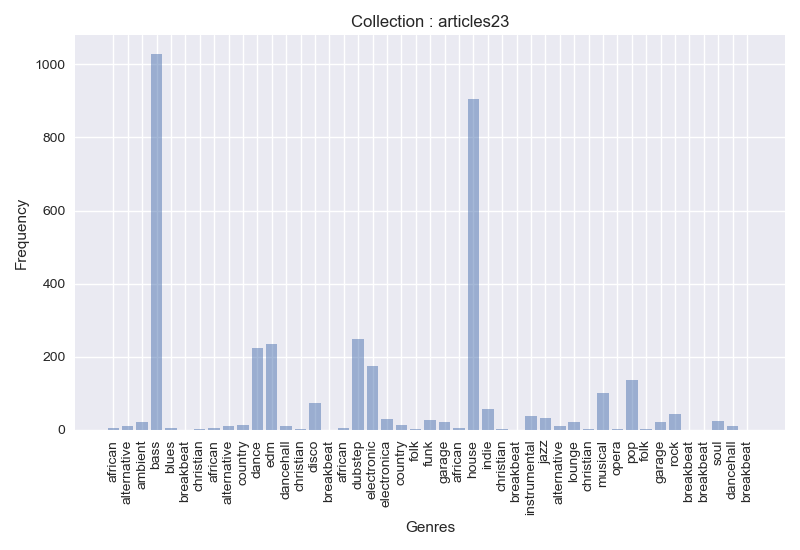 Collection : articles23
1000
800
600
400
200
0
Frequency
african
alternative
ambient
bass
blues
breakbeat
christian
african
alternative
country
dance
edm
dancehall
christian
disco
breakbeat
african
dubstep
electronic
electronica
country
folk
funk
garage
african
house
indie
christian
breakbeat
instrumental
jazz
alternative
lounge
christian
musical
opera
pop
folk
garage
rock
breakbeat
breakbeat
soul
dancehall
breakbeat
Genres